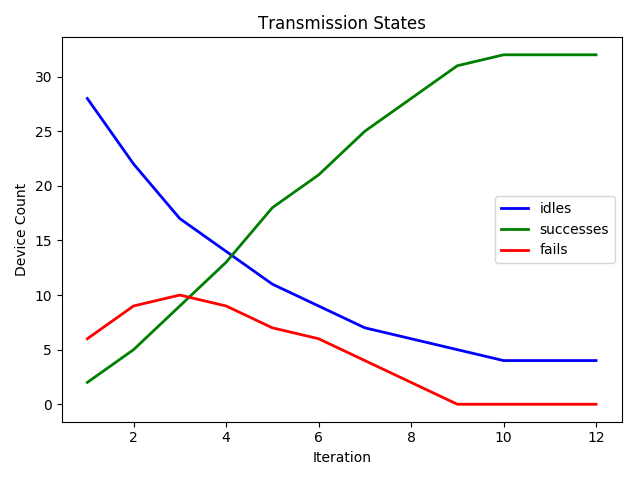 Transmission States
Device Count
30
25
20
15
10
5
0
idles
successes
fails
2 4 6 8 10 12
Iteration